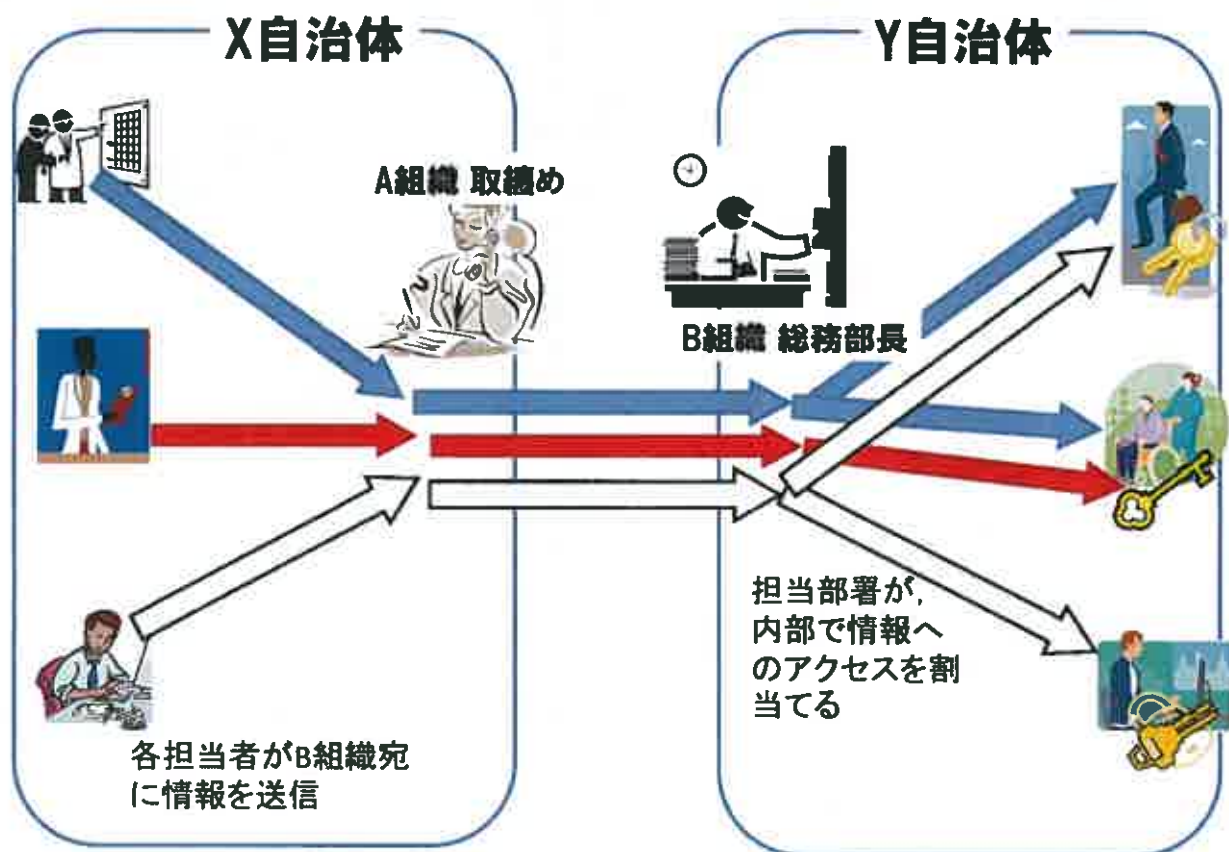 X自治体
Y自治体
A組織 取纏め
B組織 総務部長
担当部署が,
内部で情報へ
のアクセスを割
当てる
各担当者がB組織宛
に情報を送信